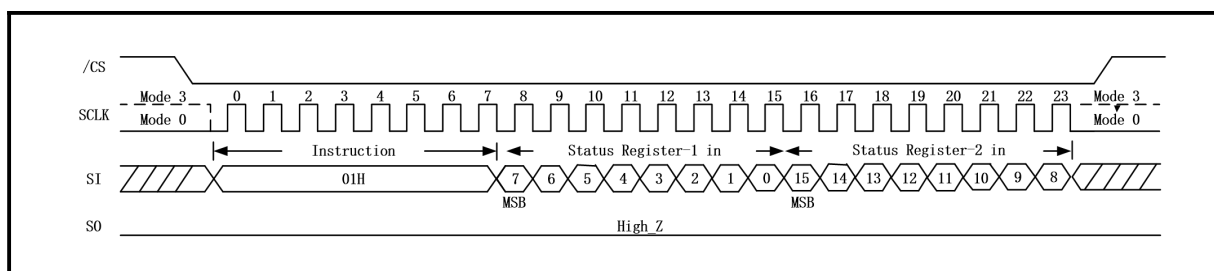 /CS
Mode 3 0 1 2 3 4 5 6 7 8 9 10 11 12 13 14 15 16 17 18 19 20 21 22 23 Mode 3
SCLK
Mode 0 Mode 0
Instruction Status Register-1 in Status Register-2 in
SI 01H 7 6 5 4 3 2 1 0 15 14 13 12 11 10 9 8
MSB MSB
SO High_Z